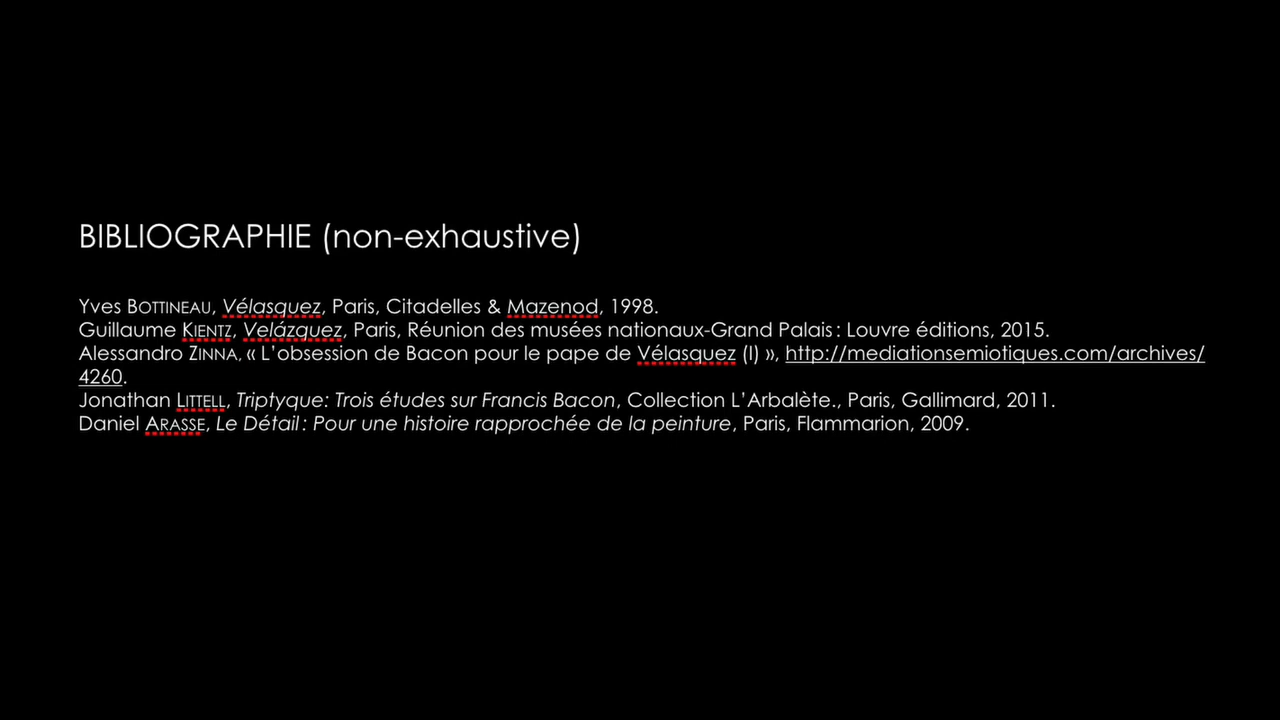 BIBLIOGRAPHIE (non-exhaustive)
Yves BOTTINEAU, Vélasquez, Paris, Citadelles & Mazenod, 1998.
Guillaume KIENTZ, Velázquez, Paris, Réunion des musées nationaux-Grand Palais : Louvre éditions, 2015.
Alessandro ZINNA, « L’obsession de Bacon pour le pape de Vélasquez (I) », http://mediationsemiotiques.com/archives/
4260.
Jonathan LITTELL, Triptyque: Trois études sur Francis Bacon, Collection L’Arbalète., Paris, Gallimard, 2011.
Daniel ARASSE, Le Détail : Pour une histoire rapprochée de la peinture, Paris, Flammarion, 2009.